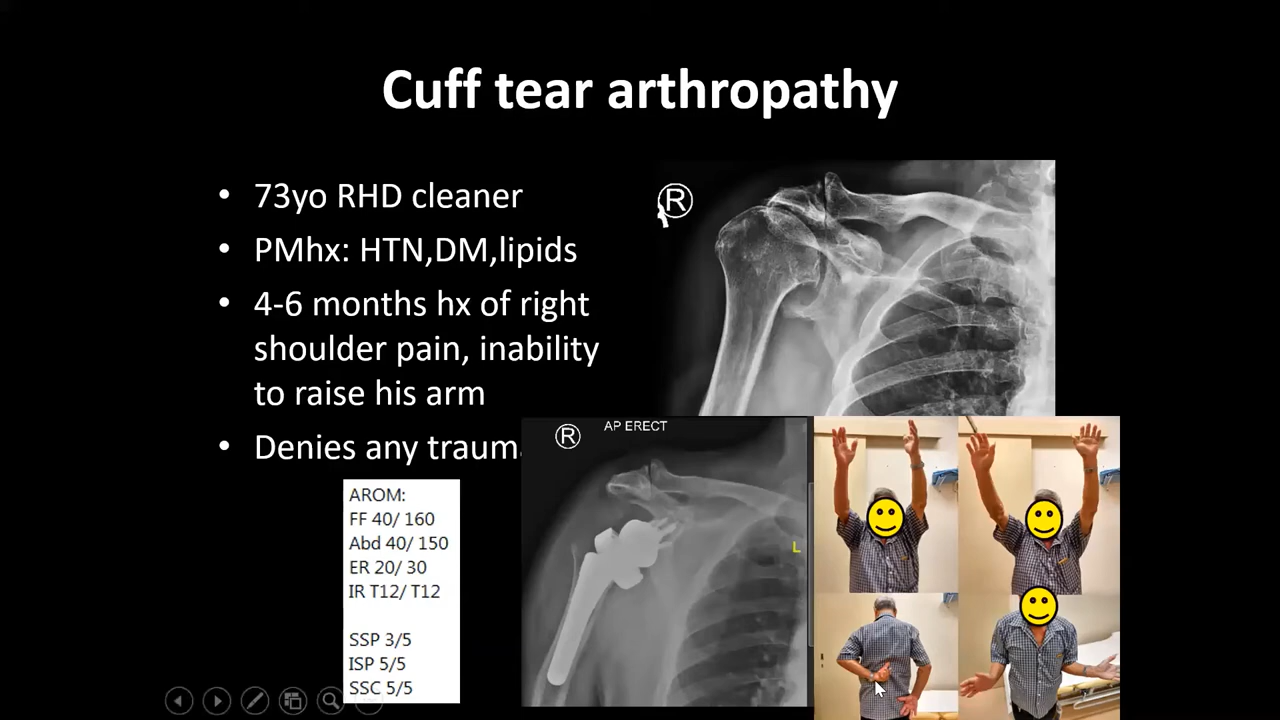 Cuff tear arthropathy
• 73yo RHD cleaner
• PMhx: HTN,DM,lipids
• 4-6 months hx of right
shoulder pain, inability
to raise his arm
• Denies any
R
AROM:
FF 40/ 160
Abd 40/ 150
ER 20/ 30
IR T12/ T12
SSP 3/5
ISP 5/5
SSC 5/5
R
AP ERECT
L